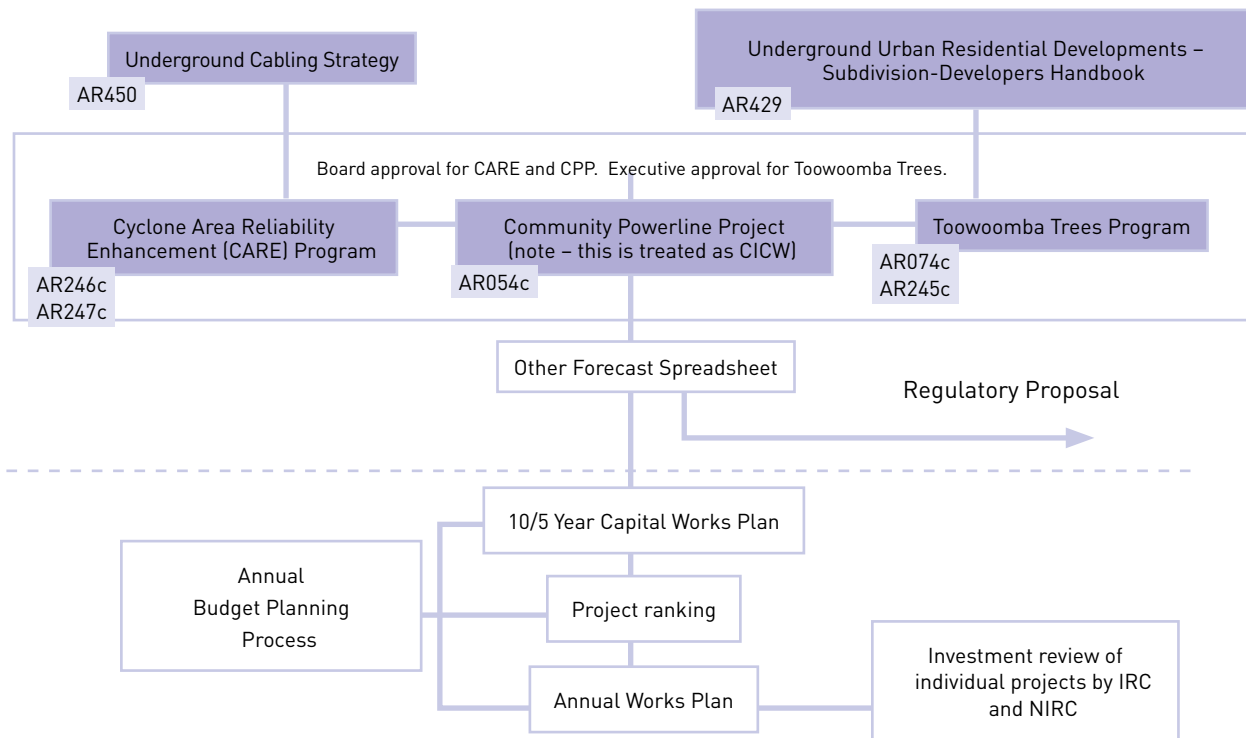 Underground Cabling Strategy
AR450
Underground Urban Residential Developments –
Subdivision-Developers Handbook
AR429
Board approval for CARE and CPP.  Executive approval for Toowoomba Trees.
Cyclone Area Reliability
Enhancement (CARE) Program
AR246c
AR247c
Community Powerline Project
(note – this is treated as CICW)
AR054c
Toowoomba Trees Program
AR074c
AR245c
Other Forecast Spreadsheet
Regulatory Proposal
10/5 Year Capital Works Plan
Annual
Budget Planning
Process
Project ranking
Annual Works Plan
Investment review of
individual projects by IRC
and NIRC